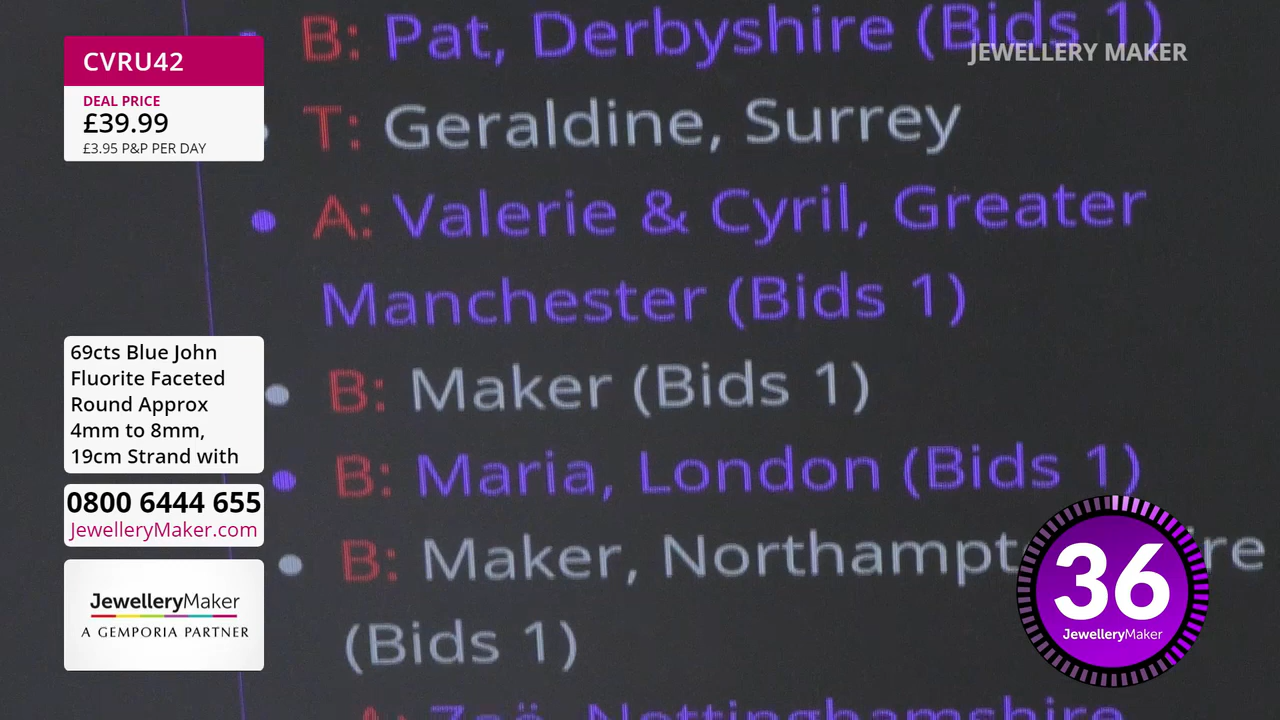 CVRU42
DEAL PRICE
£39.99
£3.95 P&P PER DAY
JEWELLERY MAKER
B: Pat, Derbyshire (Bids 1)
T: Geraldine, Surrey
• A: Valerie & Cyril, Greater
Manchester (Bids 1)
• B: Maker (Bids 1)
• B: Maria, London (Bids 1)
• B: Maker, Northampt re
(Bids 1)
A: Zoë, Nottinghamshire
69cts Blue John
Fluorite Faceted
Round Approx
4mm to 8mm,
19cm Strand with
0800 6444 655
JewelleryMaker.com
JewelleryMaker
A GEMPORIA PARTNER
36
JewelleryMaker